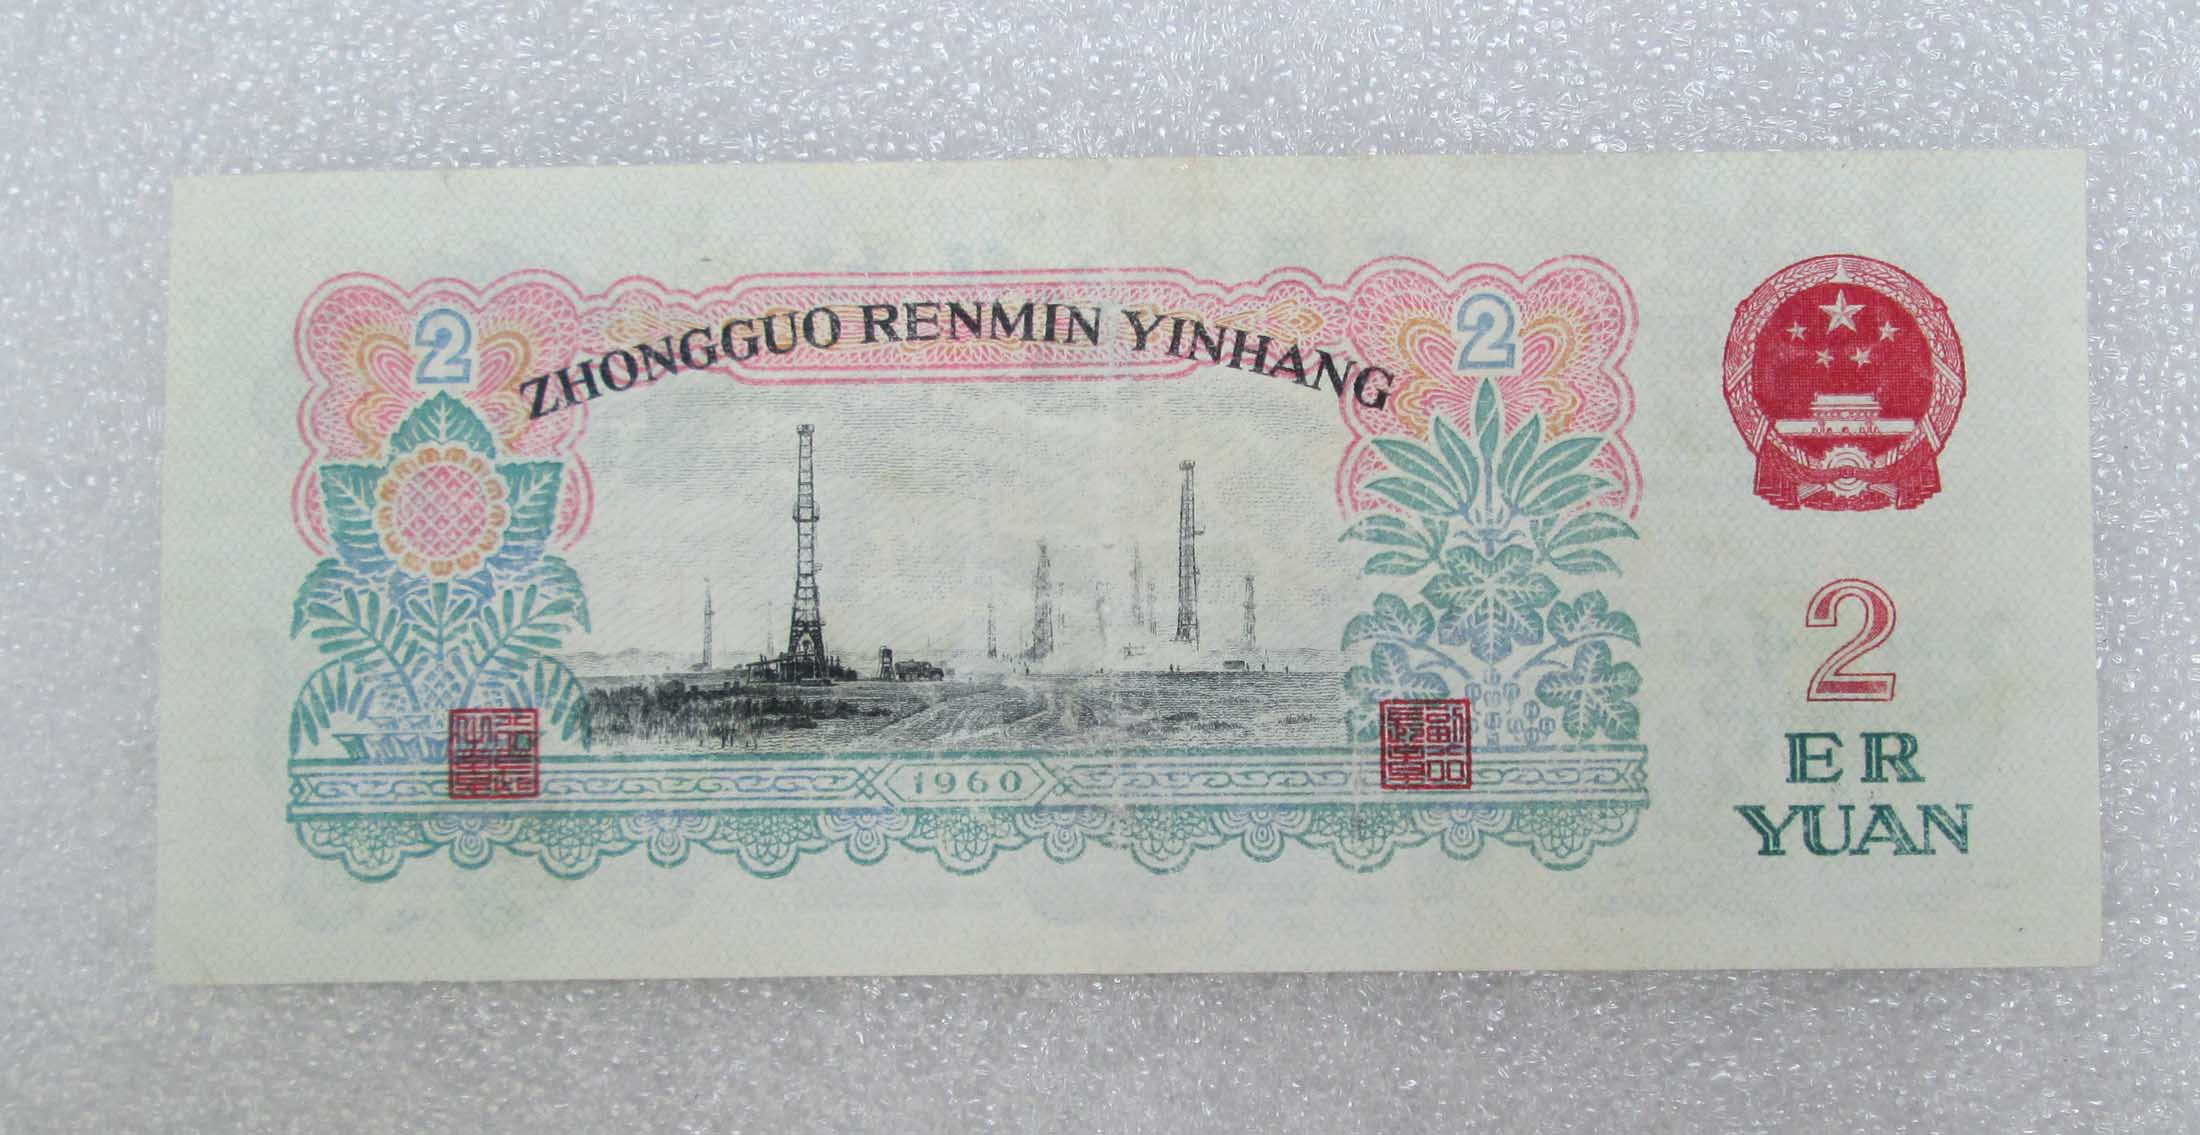 ZHONGGUO RENMIN YINHANG
2
2
2
ER
YUAN
1960